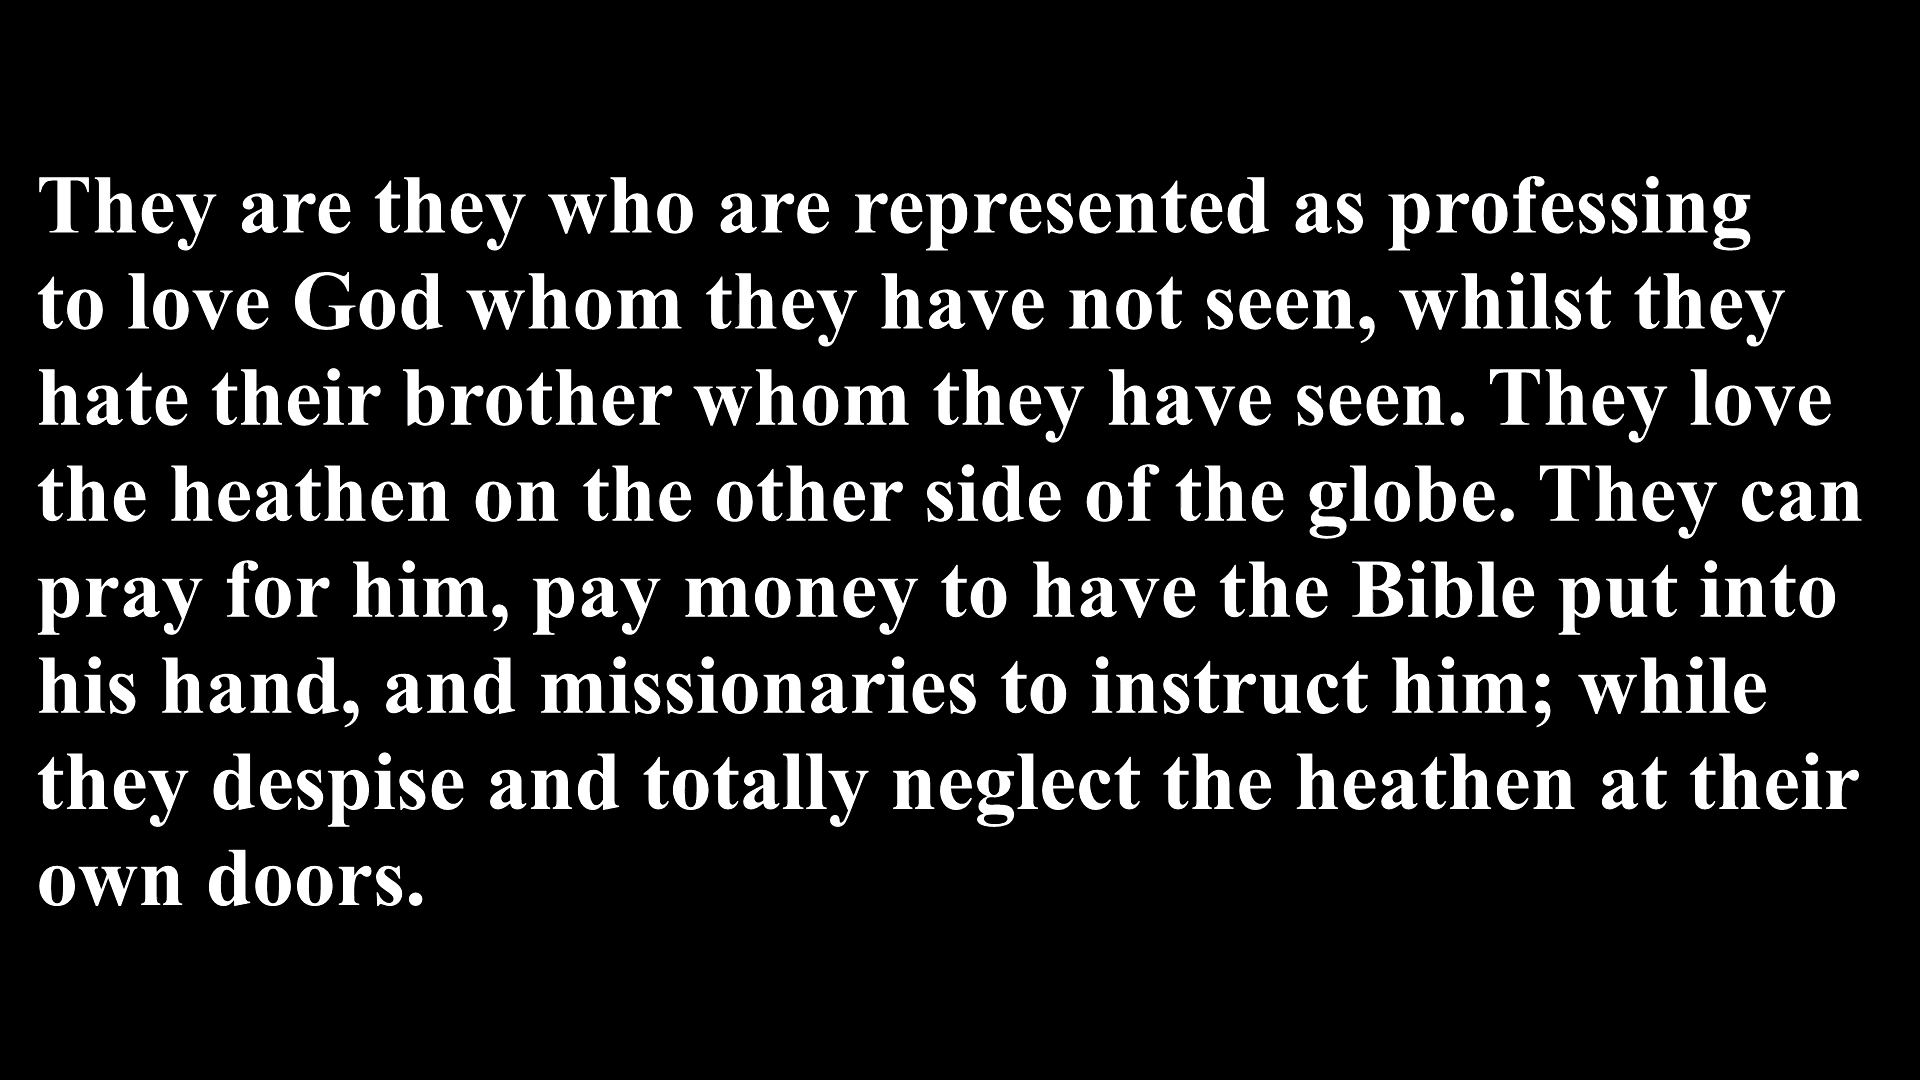 They are they who are represented as professing
to love God whom they have not seen, whilst they
hate their brother whom they have seen. They love
the heathen on the other side of the globe. They can
pray for him, pay money to have the Bible put into
his hand, and missionaries to instruct him; while
they despise and totally neglect the heathen at their
own doors.